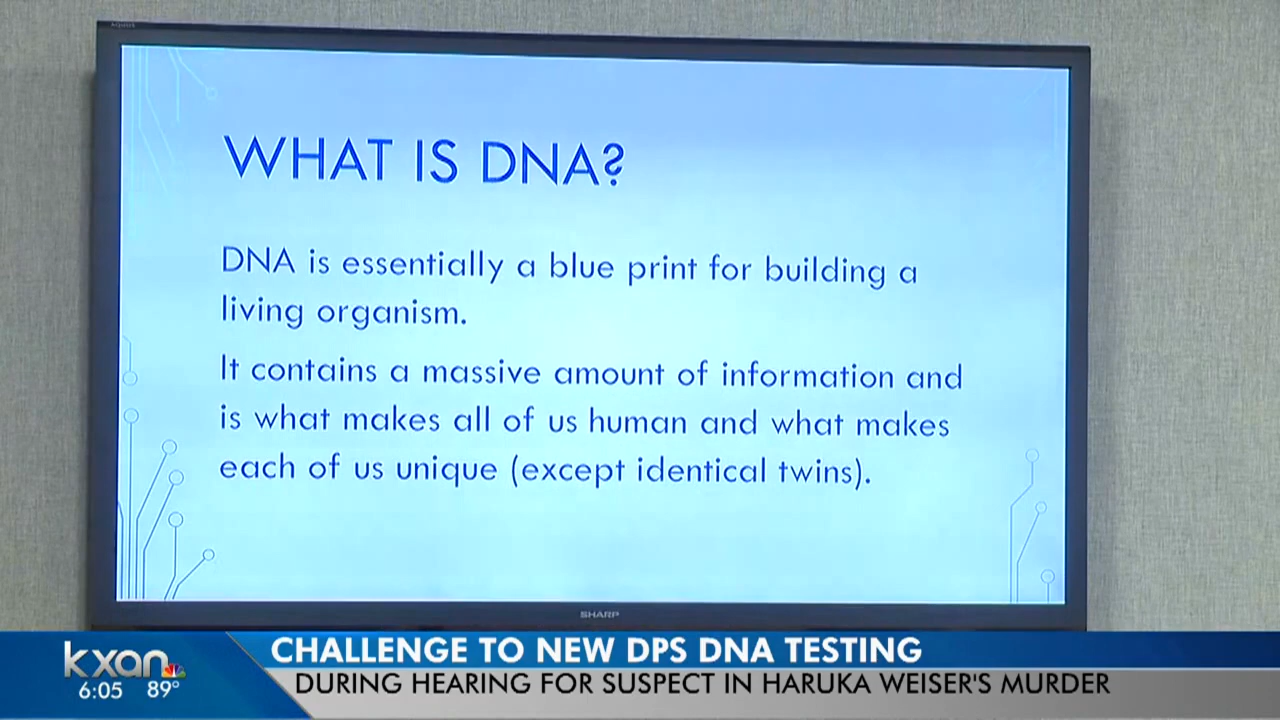 WHAT IS DNA?
DNA is essentially a blue print for building a
living organism.
It contains a massive amount of information and
is what makes all of us human and what makes
each of us unique (except identical twins).
SHARP
kxan
6:05 89°
CHALLENGE TO NEW DPS DNA TESTING
DURING HEARING FOR SUSPECT IN HARUKA WEISER'S MURDER